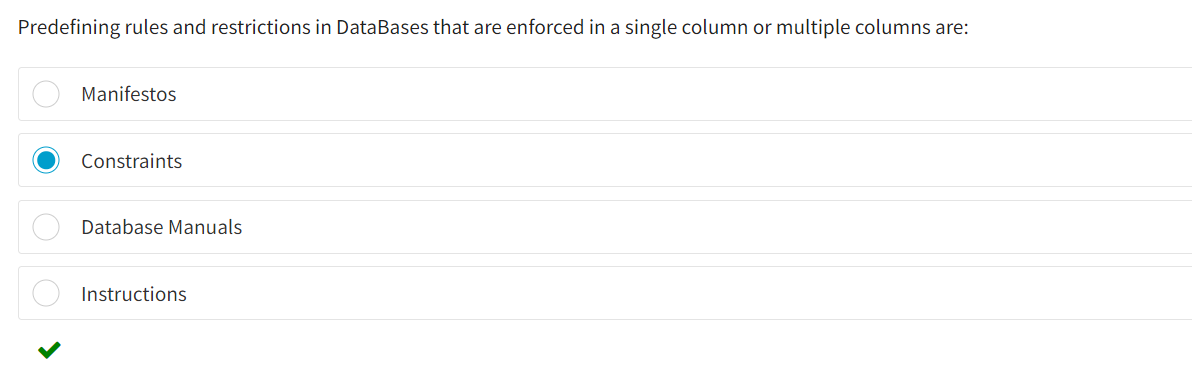 Predefining rules and restrictions in DataBases that are enforced in a single column or multiple columns are:
Manifestos
Constraints
Database Manuals
Instructions